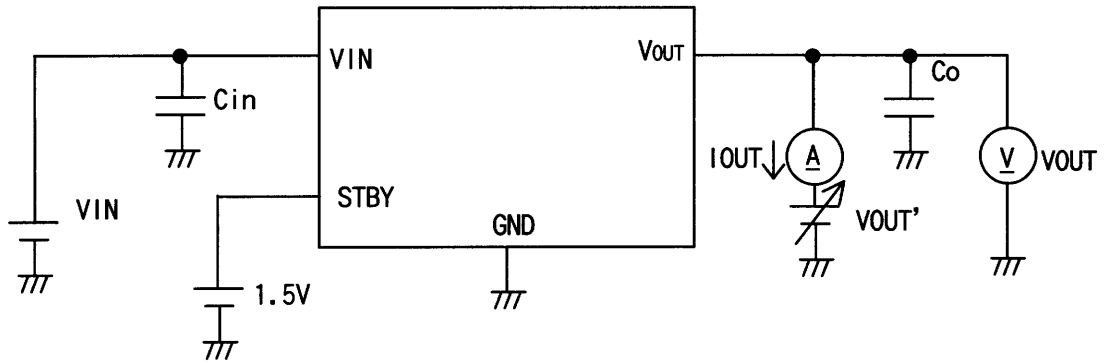 VIN
VOUT
Cin
Co
IOUT
A
V
VOUT
STBY
VIN
GND
VOUT'
1.5V